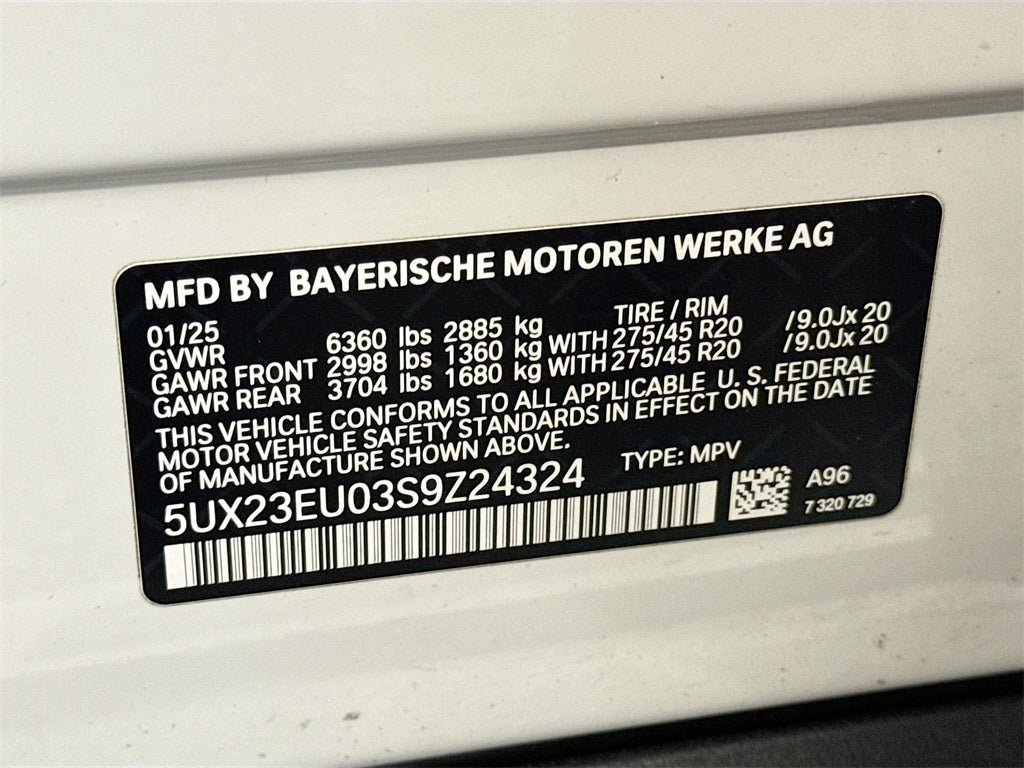 MFD BY BAYERISCHE MOTOREN WERKE AG
01/25 TIRE / RIM
GVWR 6360 lbs 2885 kg
GAWR FRONT 2998 lbs 1360 kg WITH 275/45 R20 /9.0Jx 20
GAWR REAR 3704 lbs 1680 kg WITH 275/45 R20 /9.0Jx 20
THIS VEHICLE CONFORMS TO ALL APPLICABLE U. S. FEDERAL
MOTOR VEHICLE SAFETY STANDARDS IN EFFECT ON THE DATE
OF MANUFACTURE SHOWN ABOVE.
TYPE: MPV
5UX23EU03S9Z24324
A96
7 320 729